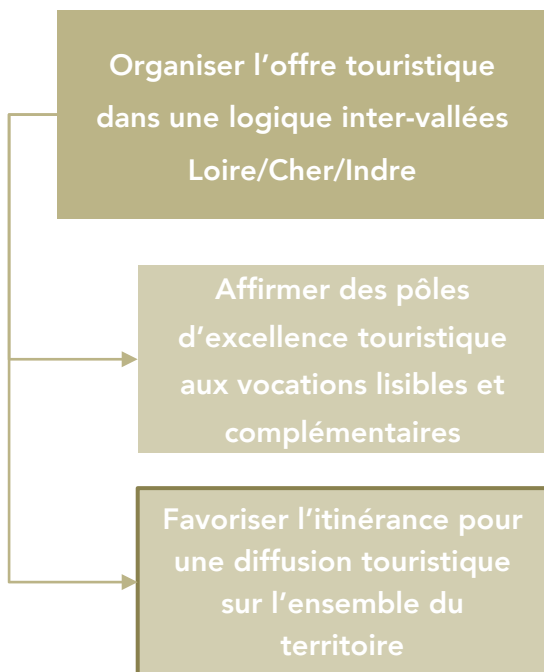 Organiser l’offre touristique
dans une logique inter-vallées
Loire/Cher/Indre
Affirmer des pôles
d’excellence touristique
aux vocations lisibles et
complémentaires
Favoriser l’itinérance pour
une diffusion touristique
sur l’ensemble du
territoire